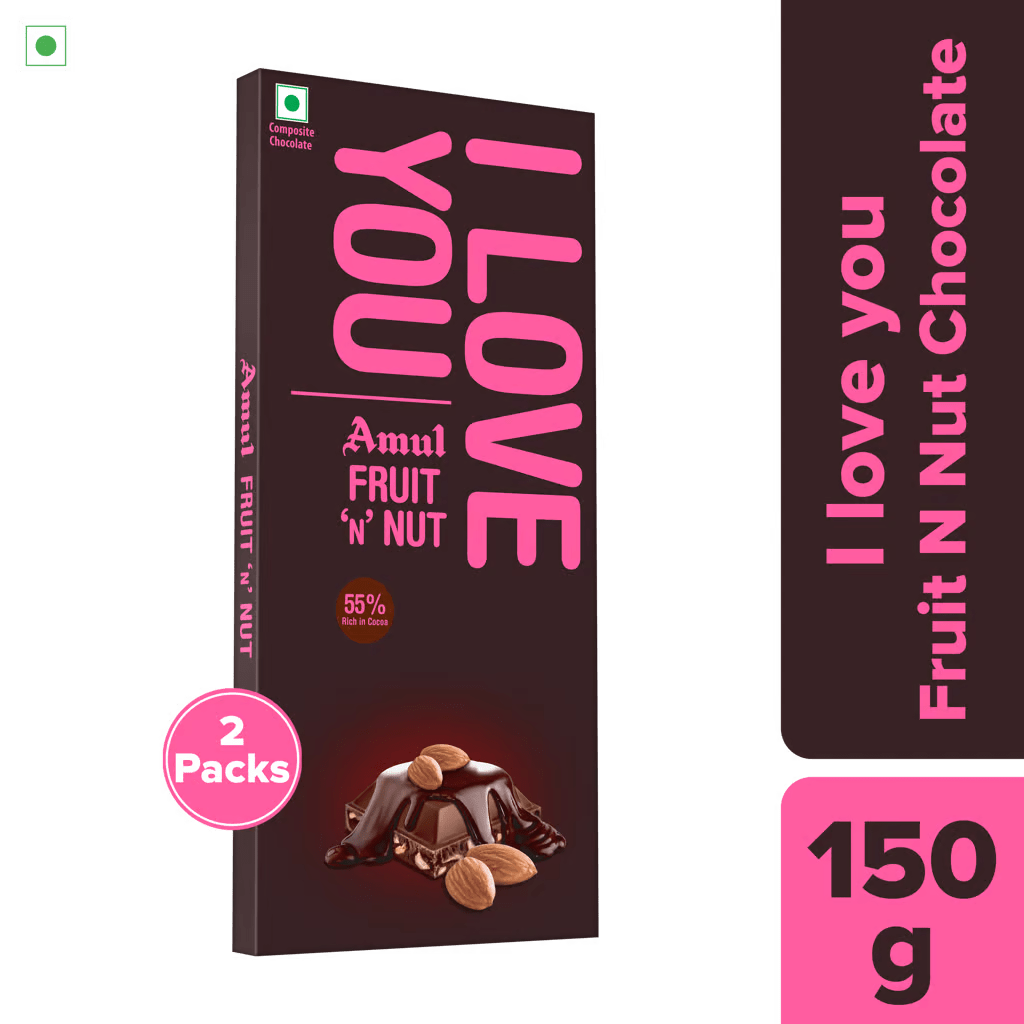 Composite
Chocolate
I LOVE
YOU
Amul
FRUIT
‘N’ NUT
55%
Rich in Cocoa
Amul FRUIT ‘N’ NUT
2
Packs
I love you
Fruit N Nut Chocolate
150
g